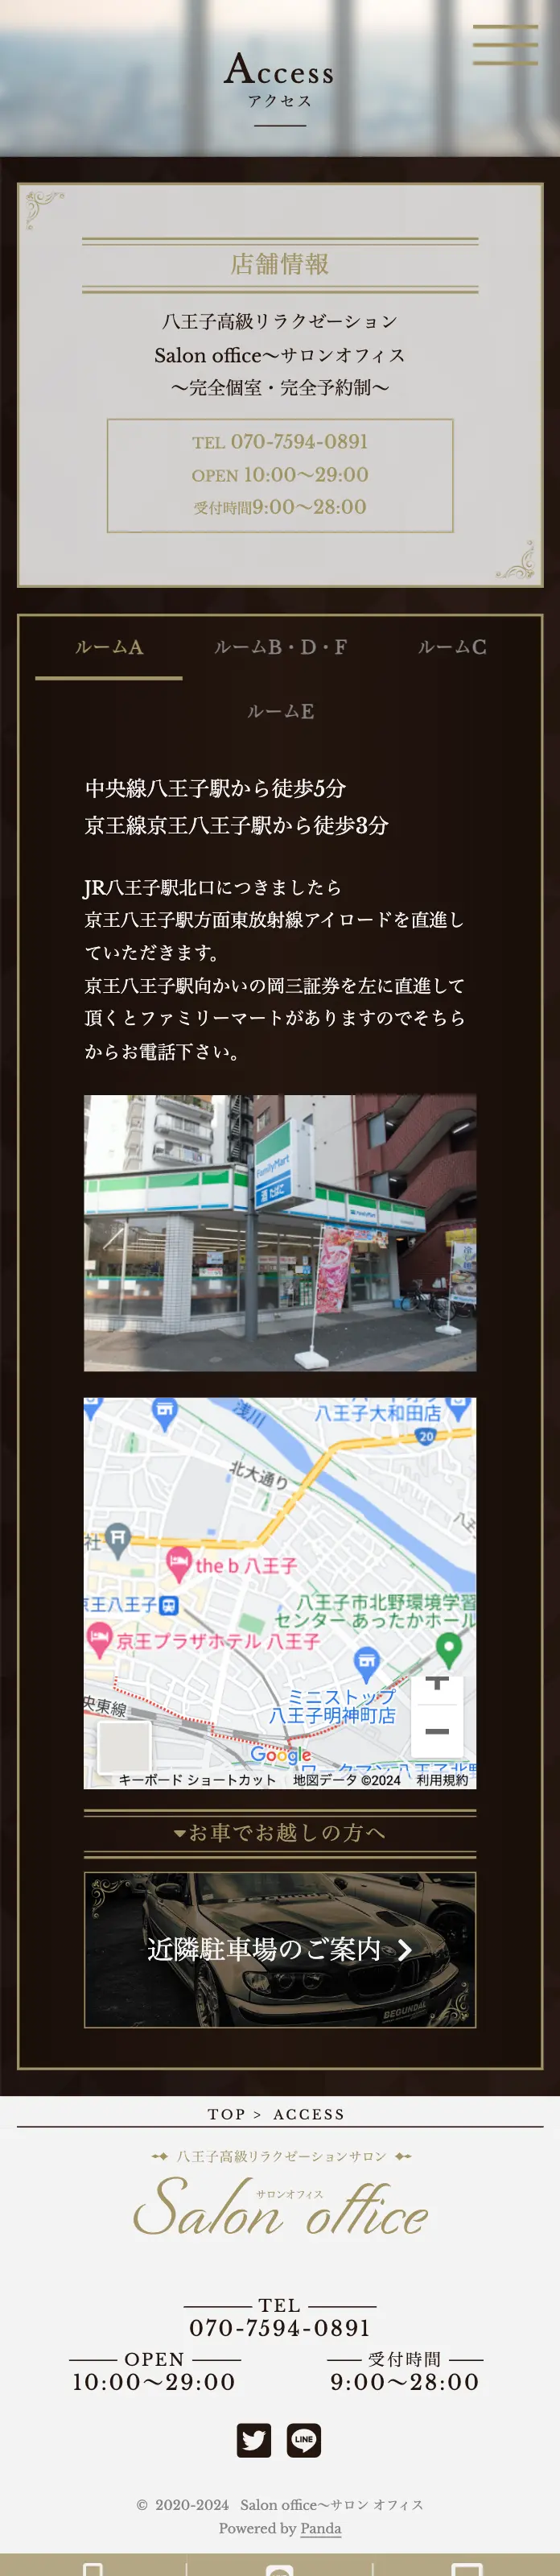 Access
アクセス
店舗情報
八王子高級リラクゼーション
Salon office〜サロンオフィス
〜完全個室・完全予約制〜
TEL 070-7594-0891
OPEN 10:00〜29:00
受付時間9:00〜28:00
ルームA
ルームB・D・F
ルームC
ルームE
中央線八王子駅から徒歩5分
京王線京王八王子駅から徒歩3分
JR八王子駅北口につきましたら
京王八王子駅方面東放射線アイロードを直進し
ていただきます。
京王八王子駅向かいの岡三証券を左に直進して
頂くとファミリーマートがありますのでそちら
からお電話下さい。
FamilyMart
酒 たばこ
FamilyMart
八王子大和田店
浅川
20
北大通り
社
the b 八王子
京王八王子
八王子市北野環境学習
センター あったかホール
京王プラザホテル 八王子
ミニストップ
八王子明神町店
央東線
Google
キーボード ショートカット
地図データ ©2024
利用規約
お車でお越しの方へ
BEGUNDAL
近隣駐車場のご案内
BEGUNDAL
TOP > ACCESS
八王子高級リラクゼーションサロン
サロンオフィス
Salon office
TEL
070-7594-0891
OPEN
10:00〜29:00
受付時間
9:00〜28:00
LINE
© 2020-2024 Salon office〜サロン オフィス
Powered by Panda